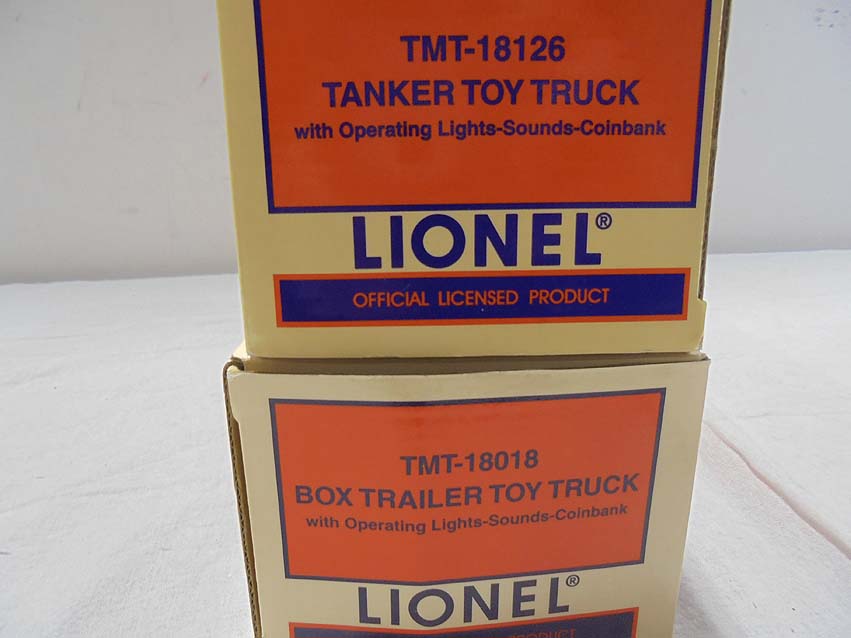 TMT-18126
TANKER TOY TRUCK
with Operating Lights-Sounds-Coinbank
LIONEL®
OFFICIAL LICENSED PRODUCT
TMT-18018
BOX TRAILER TOY TRUCK
with Operating Lights-Sounds-Coinbank
LIONEL®
PRODUCT